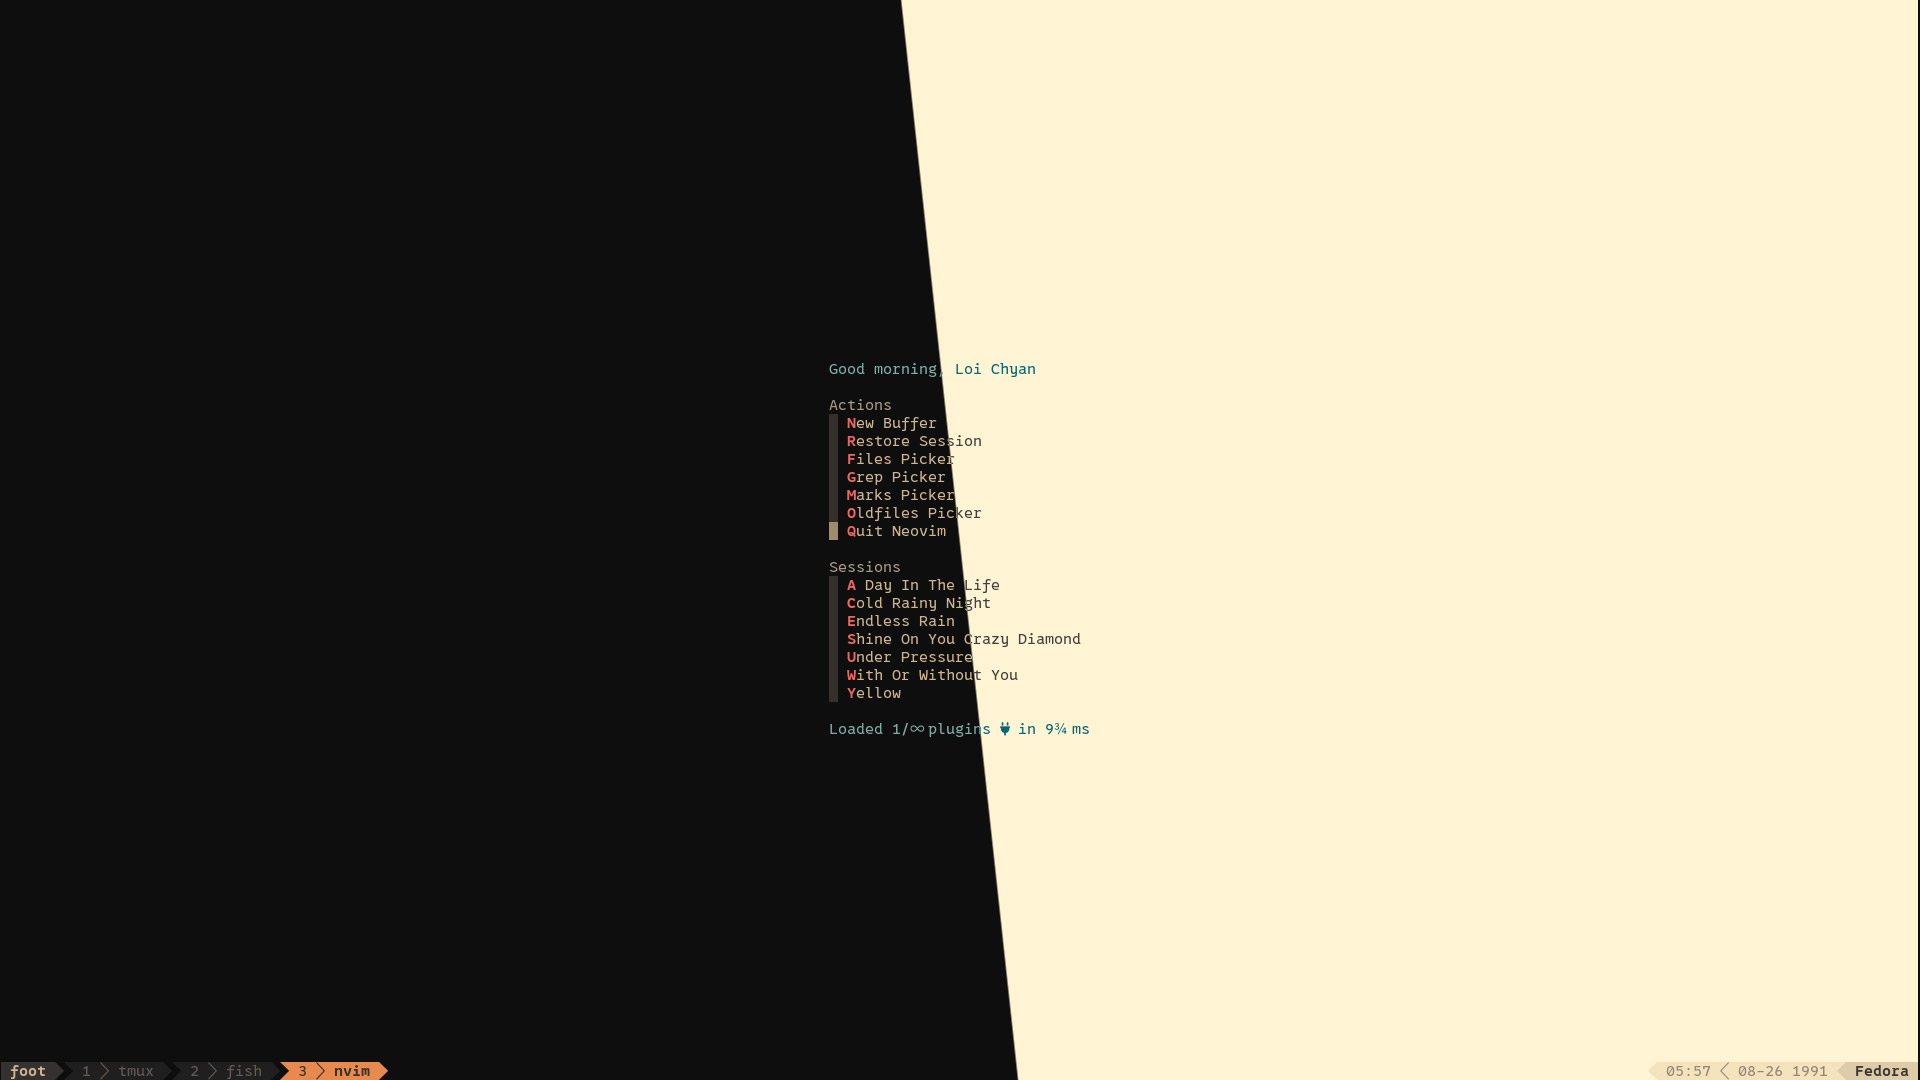 Good morning, Loi Chyan
Actions
New Buffer
Restore Session
Files Picker
Grep Picker
Marks Picker
Oldfiles Picker
Quit Neovim
Sessions
A Day In The Life
Cold Rainy Night
Endless Rain
Shine On You Crazy Diamond
Under Pressure
With Or Without You
Yellow
Loaded 1/∞ plugins in 9¾ ms
foot 1 tmux 2 fish 3 nvim 05:57 08-26 1991 Fedora